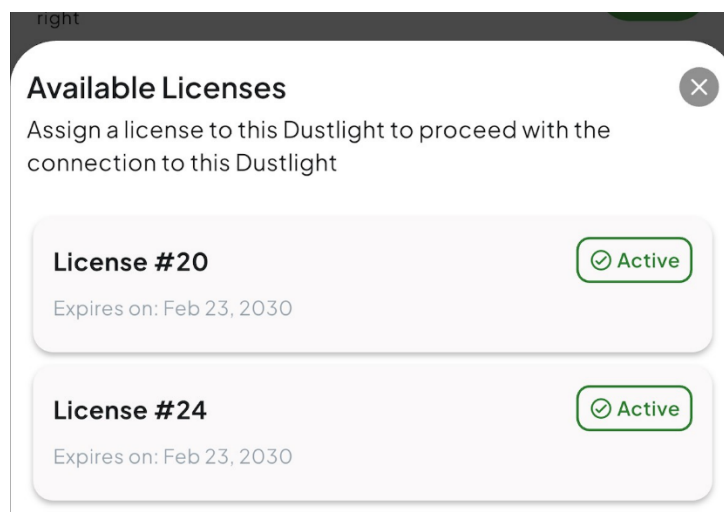 right
Available Licenses
Assign a license to this Dustlight to proceed with the
connection to this Dustlight
License #20
Active
Expires on: Feb 23, 2030
License #24
Active
Expires on: Feb 23, 2030